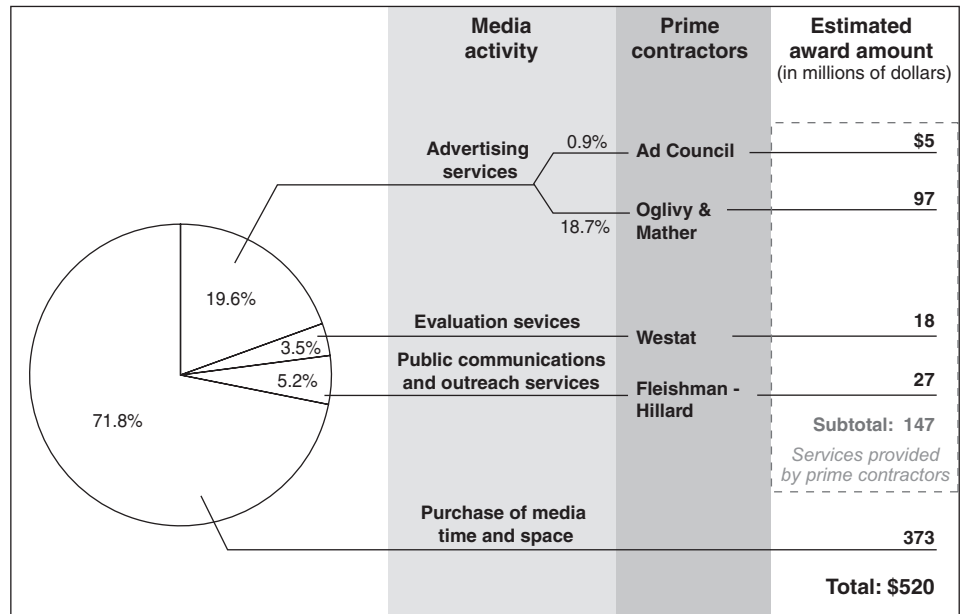 Media
activity
Prime
contractors
Estimated
award amount
(in millions of dollars)
Advertising
services
0.9%
Ad Council
$5
18.7%
Oglivy &
Mather
97
19.6%
Evaluation sevices
3.5%
Westat
18
Public communications
and outreach services
5.2%
Fleishman -
Hillard
27
71.8%
Subtotal: 147
Services provided
by prime contractors
Purchase of media
time and space
373
Total: $520